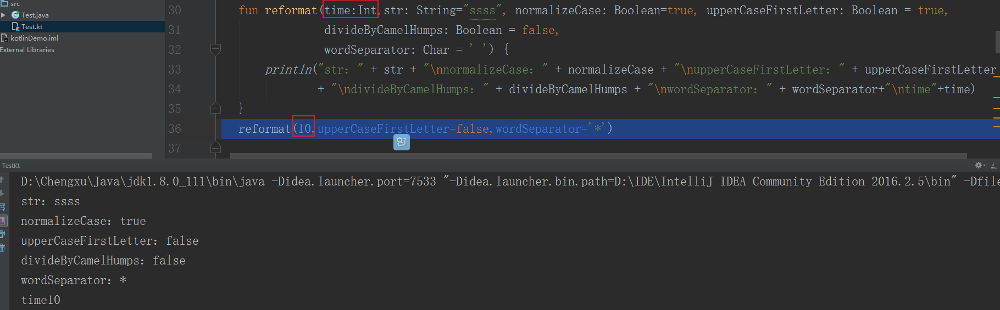 src
Test.java
Test.kt
kotlinDemo.iml
External Libraries
30 fun reformat(time:Int,str: String="ssss", normalizeCase: Boolean=true, upperCaseFirstLetter: Boolean = true,
31 divideByCamelHumps: Boolean = false,
32 wordSeparator: Char = ' ') {
33 println("str: " + str + "\nnormalizeCase: " + normalizeCase + "\nupperCaseFirstLetter: " + upperCaseFirstLetter
34 + "\ndivideByCamelHumps: " + divideByCamelHumps + "\nwordSeparator: " + wordSeparator+"\ntime"+time)
35 }
36 reformat(10,upperCaseFirstLetter=false,wordSeparator='*')
37
TestKt
D:\Chengxu\Java\jdk1.8.0_111\bin\java -Didea.launcher.port=7533 "-Didea.launcher.bin.path=D:\IDE\IntelliJ IDEA Community Edition 2016.2.5\bin" -Dfile
str: ssss
normalizeCase: true
upperCaseFirstLetter: false
divideByCamelHumps: false
wordSeparator: *
time10